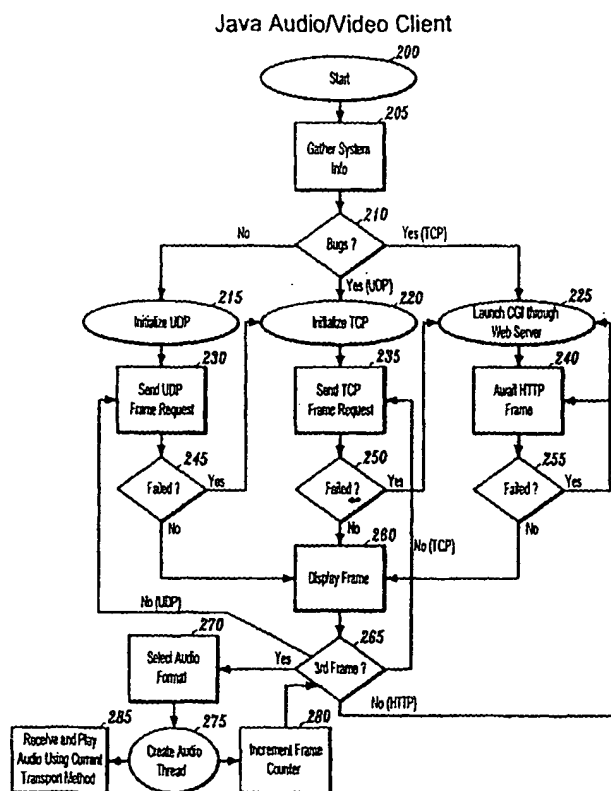 Java Audio/Video Client
200
Start
205
Gather System
Info
210
Bugs ?
No
Yes (TCP)
Yes (UDP)
215
Initialize UDP
220
Initialize TCP
225
Launch CGI through
Web Server
230
Send UDP
Frame Request
235
Send TCP
Frame Request
240
Await HTTP
Frame
245
Failed ?
Yes
No
250
Failed ?
Yes
No
255
Failed ?
Yes
No
260
Display Frame
No (TCP)
No (UDP)
265
3rd Frame ?
Yes
No (HTTP)
270
Select Audio
Format
275
Create Audio
Thread
280
Increment Frame
Counter
285
Receive and Play
Audio Using Current
Transport Method